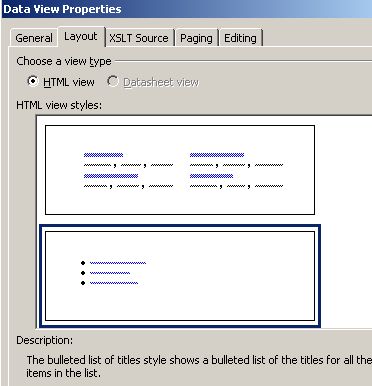 Data View Properties
General Layout XSLT Source Paging Editing
Choose a view type
HTML view Datasheet view
HTML view styles:
Description:
The bulleted list of titles style shows a bulleted list of the titles for all the
items in the list.